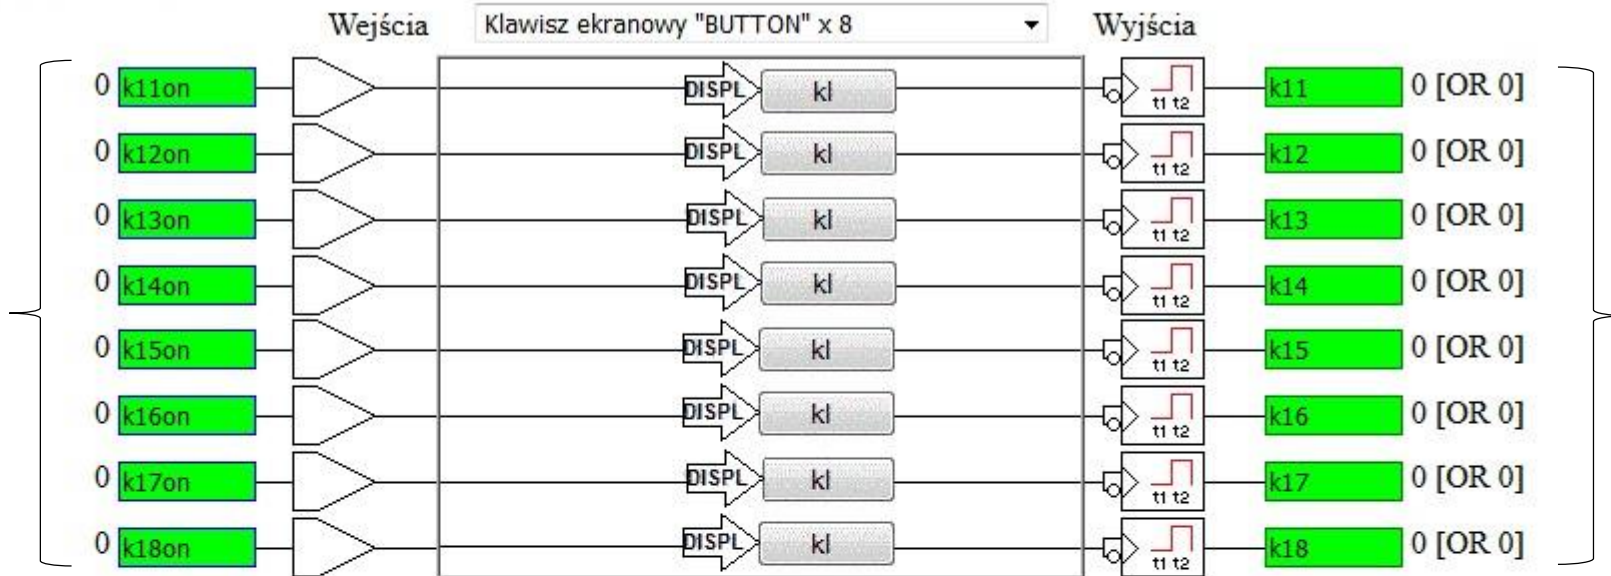 Wejścia Klawisz ekranowy "BUTTON" x 8 Wyjścia
0 k11on DISPL kl t1 t2 k11 0 [OR 0]
0 k12on DISPL kl t1 t2 k12 0 [OR 0]
0 k13on DISPL kl t1 t2 k13 0 [OR 0]
0 k14on DISPL kl t1 t2 k14 0 [OR 0]
0 k15on DISPL kl t1 t2 k15 0 [OR 0]
0 k16on DISPL kl t1 t2 k16 0 [OR 0]
0 k17on DISPL kl t1 t2 k17 0 [OR 0]
0 k18on DISPL kl t1 t2 k18 0 [OR 0]